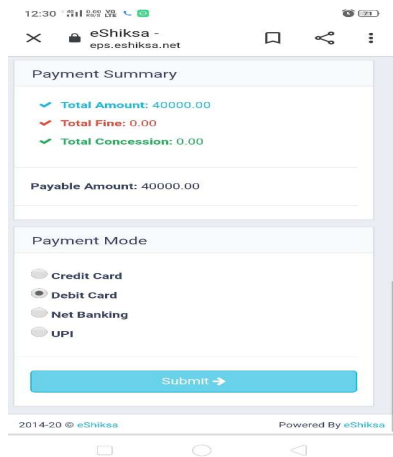 12:30
eShiksa -
eps.eshiksa.net
Payment Summary
Total Amount: 40000.00
Total Fine: 0.00
Total Concession: 0.00
Payable Amount: 40000.00
Payment Mode
Credit Card
Debit Card
Net Banking
UPI
Submit
2014-20 © eShiksa Powered By eShiksa